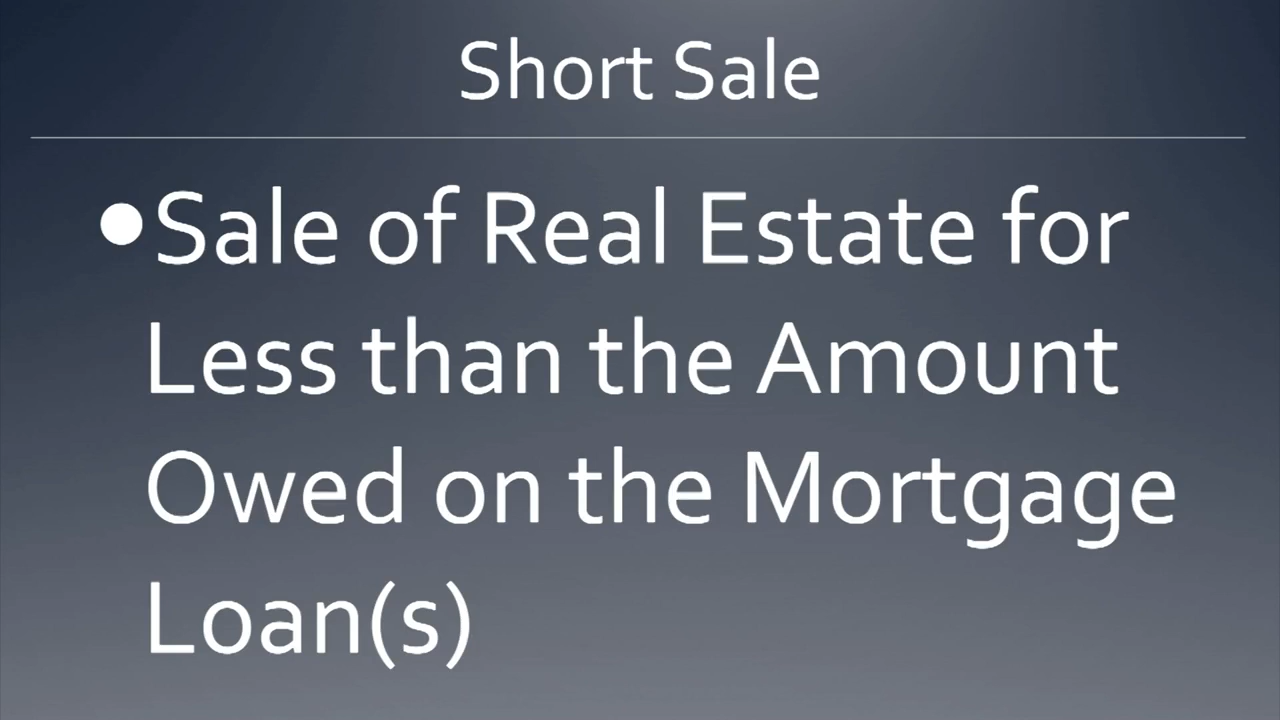 Short Sale
•Sale of Real Estate for
Less than the Amount
Owed on the Mortgage
Loan(s)